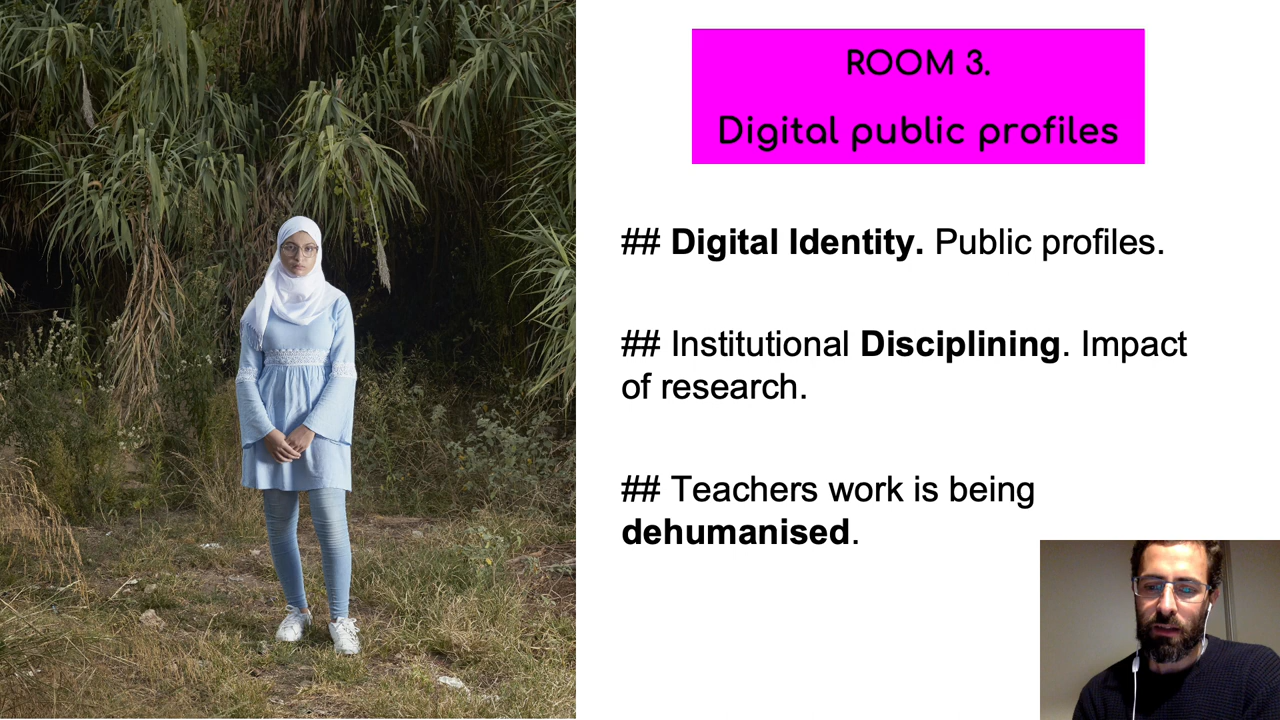 ROOM 3.
Digital public profiles
## Digital Identity. Public profiles.
## Institutional Disciplining. Impact
of research.
## Teachers work is being
dehumanised.